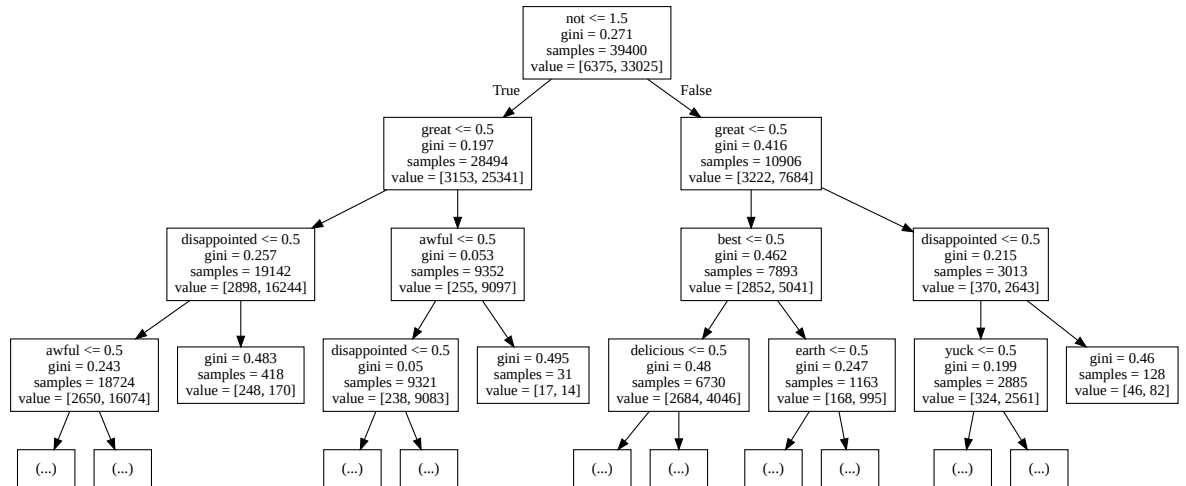 not <= 1.5
gini = 0.271
samples = 39400
value = [6375, 33025]
True
False
great <= 0.5
gini = 0.197
samples = 28494
value = [3153, 25341]
great <= 0.5
gini = 0.416
samples = 10906
value = [3222, 7684]
disappointed <= 0.5
gini = 0.257
samples = 19142
value = [2898, 16244]
awful <= 0.5
gini = 0.053
samples = 9352
value = [255, 9097]
best <= 0.5
gini = 0.462
samples = 7893
value = [2852, 5041]
disappointed <= 0.5
gini = 0.215
samples = 3013
value = [370, 2643]
awful <= 0.5
gini = 0.243
samples = 18724
value = [2650, 16074]
gini = 0.483
samples = 418
value = [248, 170]
disappointed <= 0.5
gini = 0.05
samples = 9321
value = [238, 9083]
gini = 0.495
samples = 31
value = [17, 14]
delicious <= 0.5
gini = 0.48
samples = 6730
value = [2684, 4046]
earth <= 0.5
gini = 0.247
samples = 1163
value = [168, 995]
yuck <= 0.5
gini = 0.199
samples = 2885
value = [324, 2561]
gini = 0.46
samples = 128
value = [46, 82]
(...)
(...)
(...)
(...)
(...)
(...)
(...)
(...)
(...)
(...)